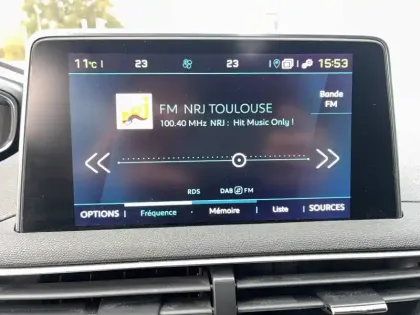 11°C 23 23 15:53
NRJ
FM NRJ TOULOUSE
100.40 MHz NRJ : Hit Music Only !
Bande
FM
RDS DAB FM
OPTIONS Fréquence Mémoire Liste SOURCES